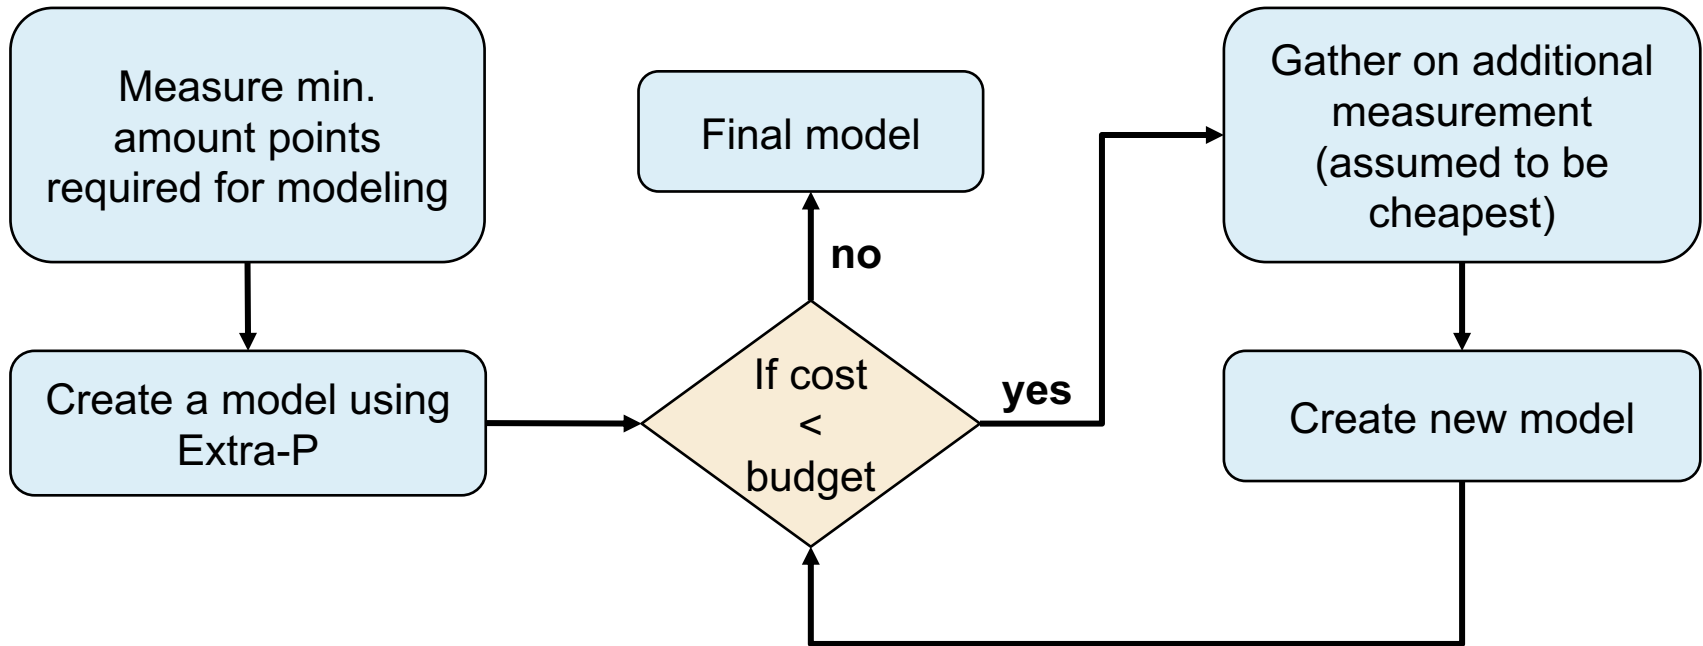 Measure min.
amount points
required for modeling
Create a model using
Extra-P
Final model
no
If cost
<
budget
yes
Gather on additional
measurement
(assumed to be
cheapest)
Create new model